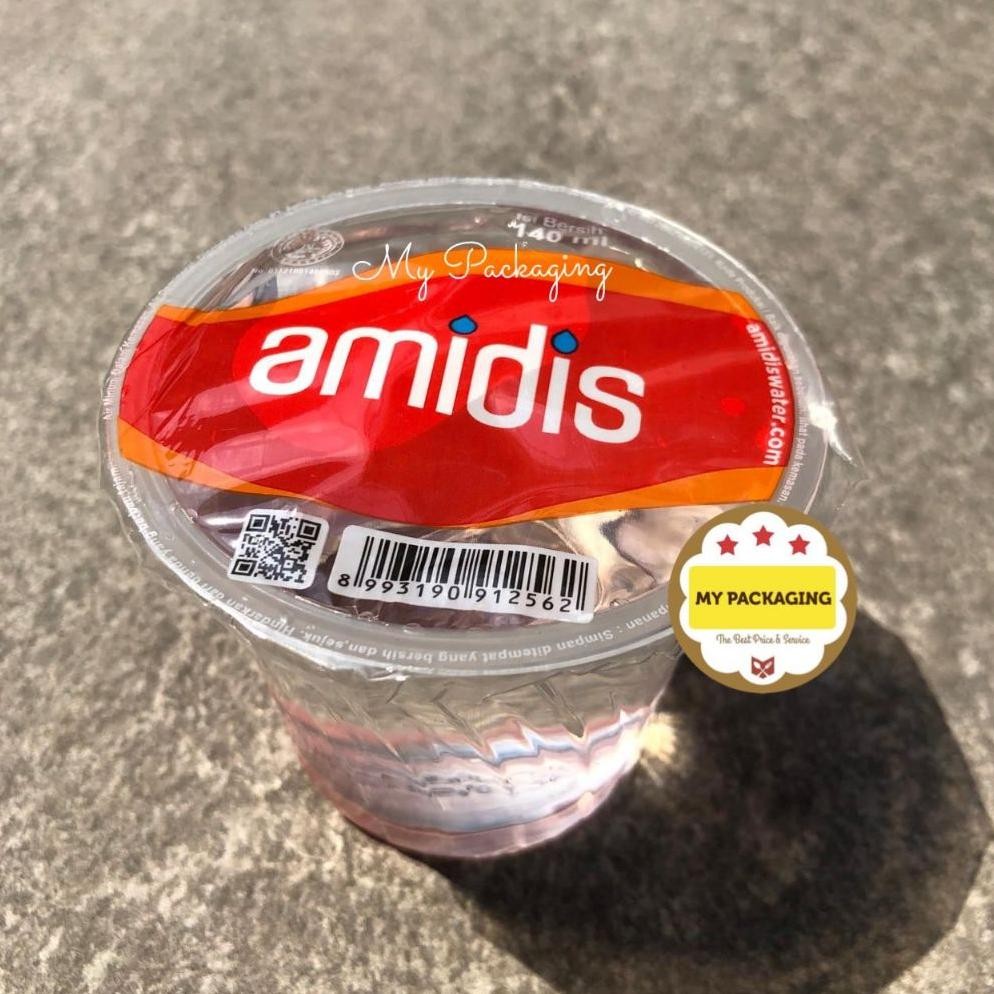 Isi Bersih
140 ml
My Packaging
amidis
amidiswater.com
8 993190 912562
Simpan ditempat yang bersih dan sejuk, Hindarkan dari
MY PACKAGING
The Best Price & Service